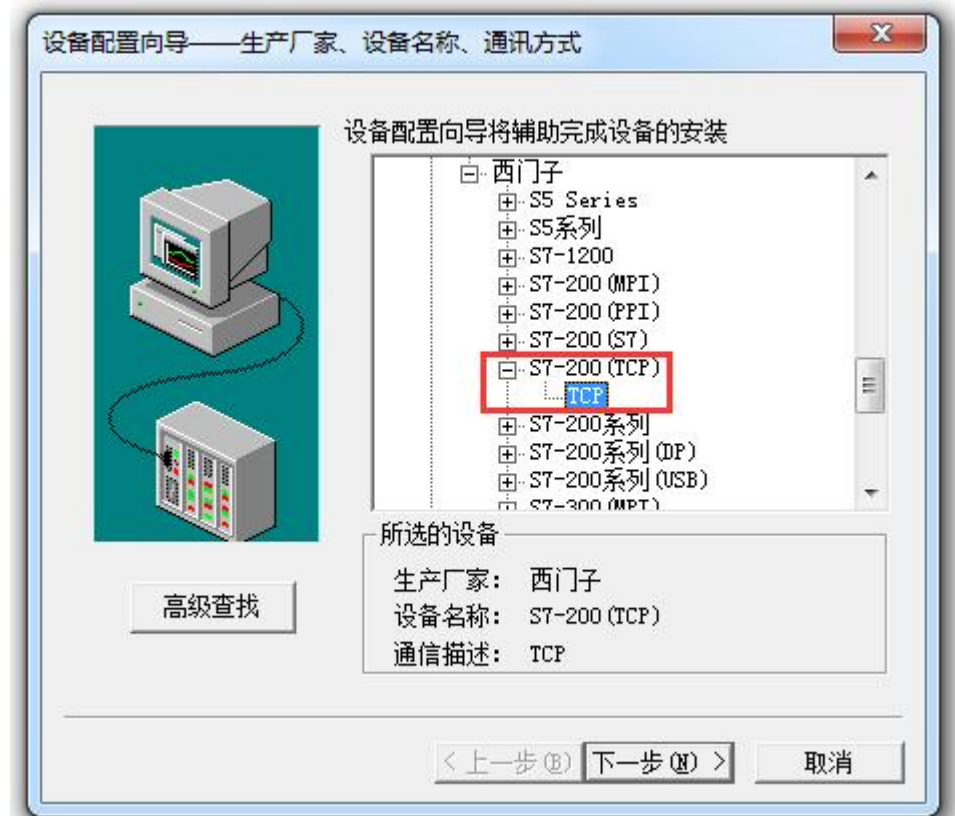 设备配置向导——生产厂家、设备名称、通讯方式
设备配置向导将辅助完成设备的安装
西门子
S5 Series
S5系列
S7-1200
S7-200(MPI)
S7-200(PPI)
S7-200(S7)
S7-200(TCP)
TCP
S7-200系列
S7-200系列(DP)
S7-200系列(USB)
S7-300(MPI)
所选的设备
生产厂家： 西门子
设备名称： S7-200(TCP)
通信描述： TCP
高级查找
<上一步(B) 下一步(N) > 取消